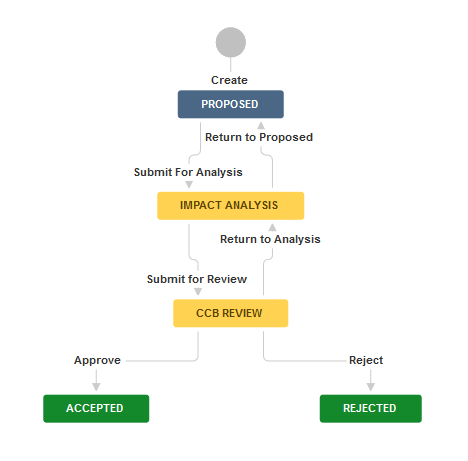 Create
PROPOSED
Return to Proposed
Submit For Analysis
IMPACT ANALYSIS
Return to Analysis
Submit for Review
CCB REVIEW
Approve
Reject
ACCEPTED
REJECTED